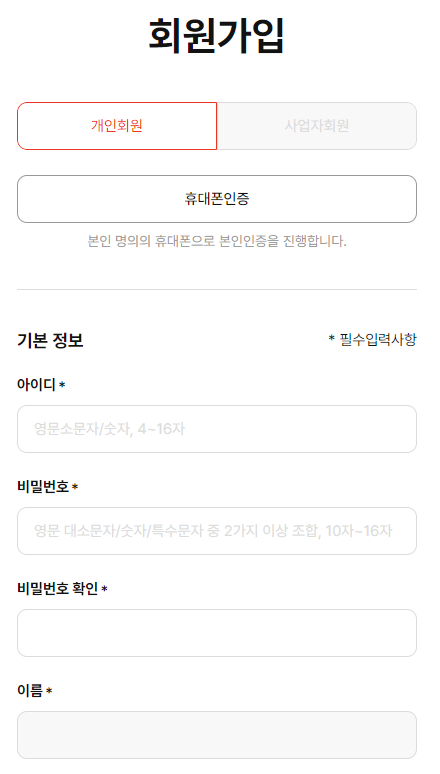 회원가입
개인회원 사업자회원
휴대폰인증
본인 명의의 휴대폰으로 본인인증을 진행합니다.
기본 정보 * 필수입력사항
아이디 *
영문소문자/숫자, 4~16자
비밀번호 *
영문 대소문자/숫자/특수문자 중 2가지 이상 조합, 10자~16자
비밀번호 확인 *
이름 *